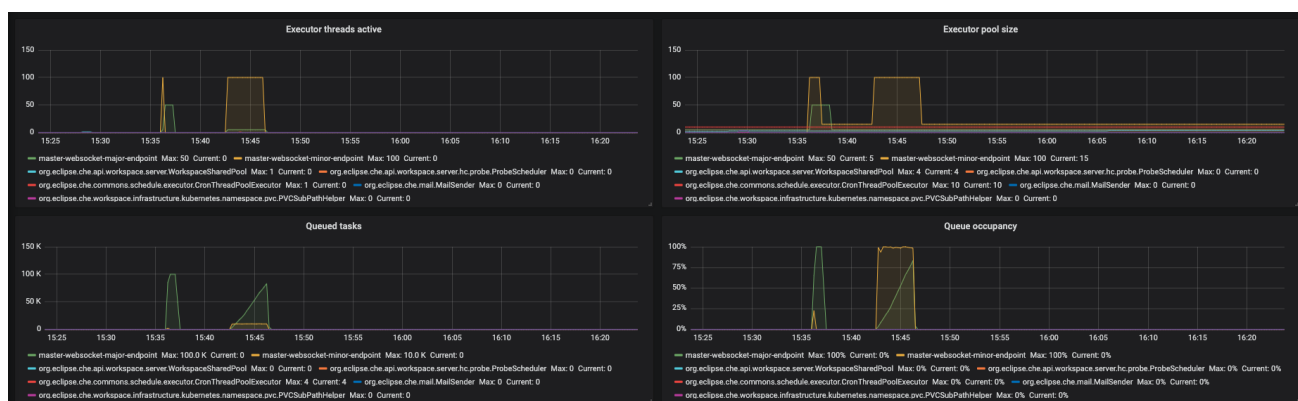 Executor threads active
150
100
50
0
15:25 15:30 15:35 15:40 15:45 15:50 15:55 16:00 16:05 16:10 16:15 16:20
master-websocket-major-endpoint Max: 50 Current: 0 master-websocket-minor-endpoint Max: 100 Current: 0
org.eclipse.che.api.workspace.server.WorkspaceSharedPool Max: 1 Current: 0 org.eclipse.che.api.workspace.server.hc.probe.ProbeScheduler Max: 0 Current: 0
org.eclipse.che.commons.schedule.executor.CronThreadPoolExecutor Max: 1 Current: 0 org.eclipse.che.mail.MailSender Max: 0 Current: 0
org.eclipse.che.workspace.infrastructure.kubernetes.namespace.pvc.PVCSubPathHelper Max: 0 Current: 0
Executor pool size
150
100
50
0
15:25 15:30 15:35 15:40 15:45 15:50 15:55 16:00 16:05 16:10 16:15 16:20
master-websocket-major-endpoint Max: 50 Current: 5 master-websocket-minor-endpoint Max: 100 Current: 15
org.eclipse.che.api.workspace.server.WorkspaceSharedPool Max: 4 Current: 4 org.eclipse.che.api.workspace.server.hc.probe.ProbeScheduler Max: 0 Current: 0
org.eclipse.che.commons.schedule.executor.CronThreadPoolExecutor Max: 10 Current: 10 org.eclipse.che.mail.MailSender Max: 0 Current: 0
org.eclipse.che.workspace.infrastructure.kubernetes.namespace.pvc.PVCSubPathHelper Max: 0 Current: 0
Queued tasks
150 K
100 K
50 K
0
15:25 15:30 15:35 15:40 15:45 15:50 15:55 16:00 16:05 16:10 16:15 16:20
master-websocket-major-endpoint Max: 100.0 K Current: 0 master-websocket-minor-endpoint Max: 10.0 K Current: 0
org.eclipse.che.api.workspace.server.WorkspaceSharedPool Max: 0 Current: 0 org.eclipse.che.api.workspace.server.hc.probe.ProbeScheduler Max: 0 Current: 0
org.eclipse.che.commons.schedule.executor.CronThreadPoolExecutor Max: 4 Current: 4 org.eclipse.che.mail.MailSender Max: 0 Current: 0
org.eclipse.che.workspace.infrastructure.kubernetes.namespace.pvc.PVCSubPathHelper Max: 0 Current: 0
Queue occupancy
100%
75%
50%
25%
0%
15:25 15:30 15:35 15:40 15:45 15:50 15:55 16:00 16:05 16:10 16:15 16:20
master-websocket-major-endpoint Max: 100% Current: 0% master-websocket-minor-endpoint Max: 100% Current: 0%
org.eclipse.che.api.workspace.server.WorkspaceSharedPool Max: 0% Current: 0% org.eclipse.che.api.workspace.server.hc.probe.ProbeScheduler Max: 0% Current: 0%
org.eclipse.che.commons.schedule.executor.CronThreadPoolExecutor Max: 0% Current: 0% org.eclipse.che.mail.MailSender Max: 0% Current: 0%
org.eclipse.che.workspace.infrastructure.kubernetes.namespace.pvc.PVCSubPathHelper Max: 0% Current: 0%